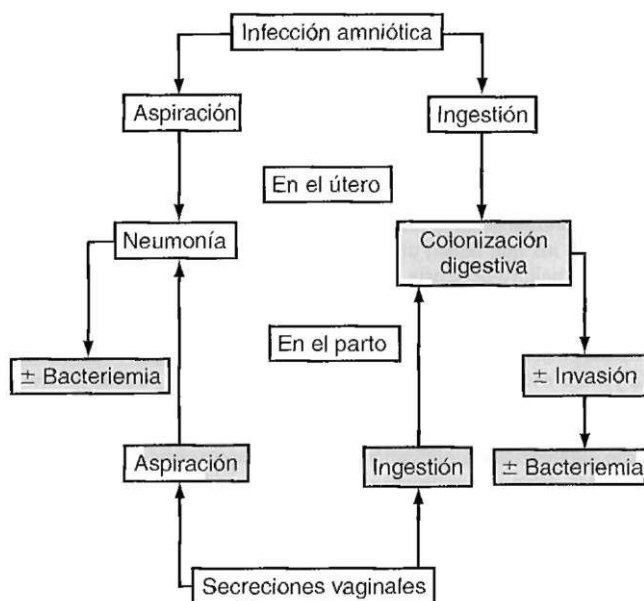 Infección amniótica
Aspiración
Ingestión
En el útero
Neumonía
Colonización
digestiva
En el parto
± Bacteriemia
± Invasión
Aspiración
Ingestión
± Bacteriemia
Secreciones vaginales